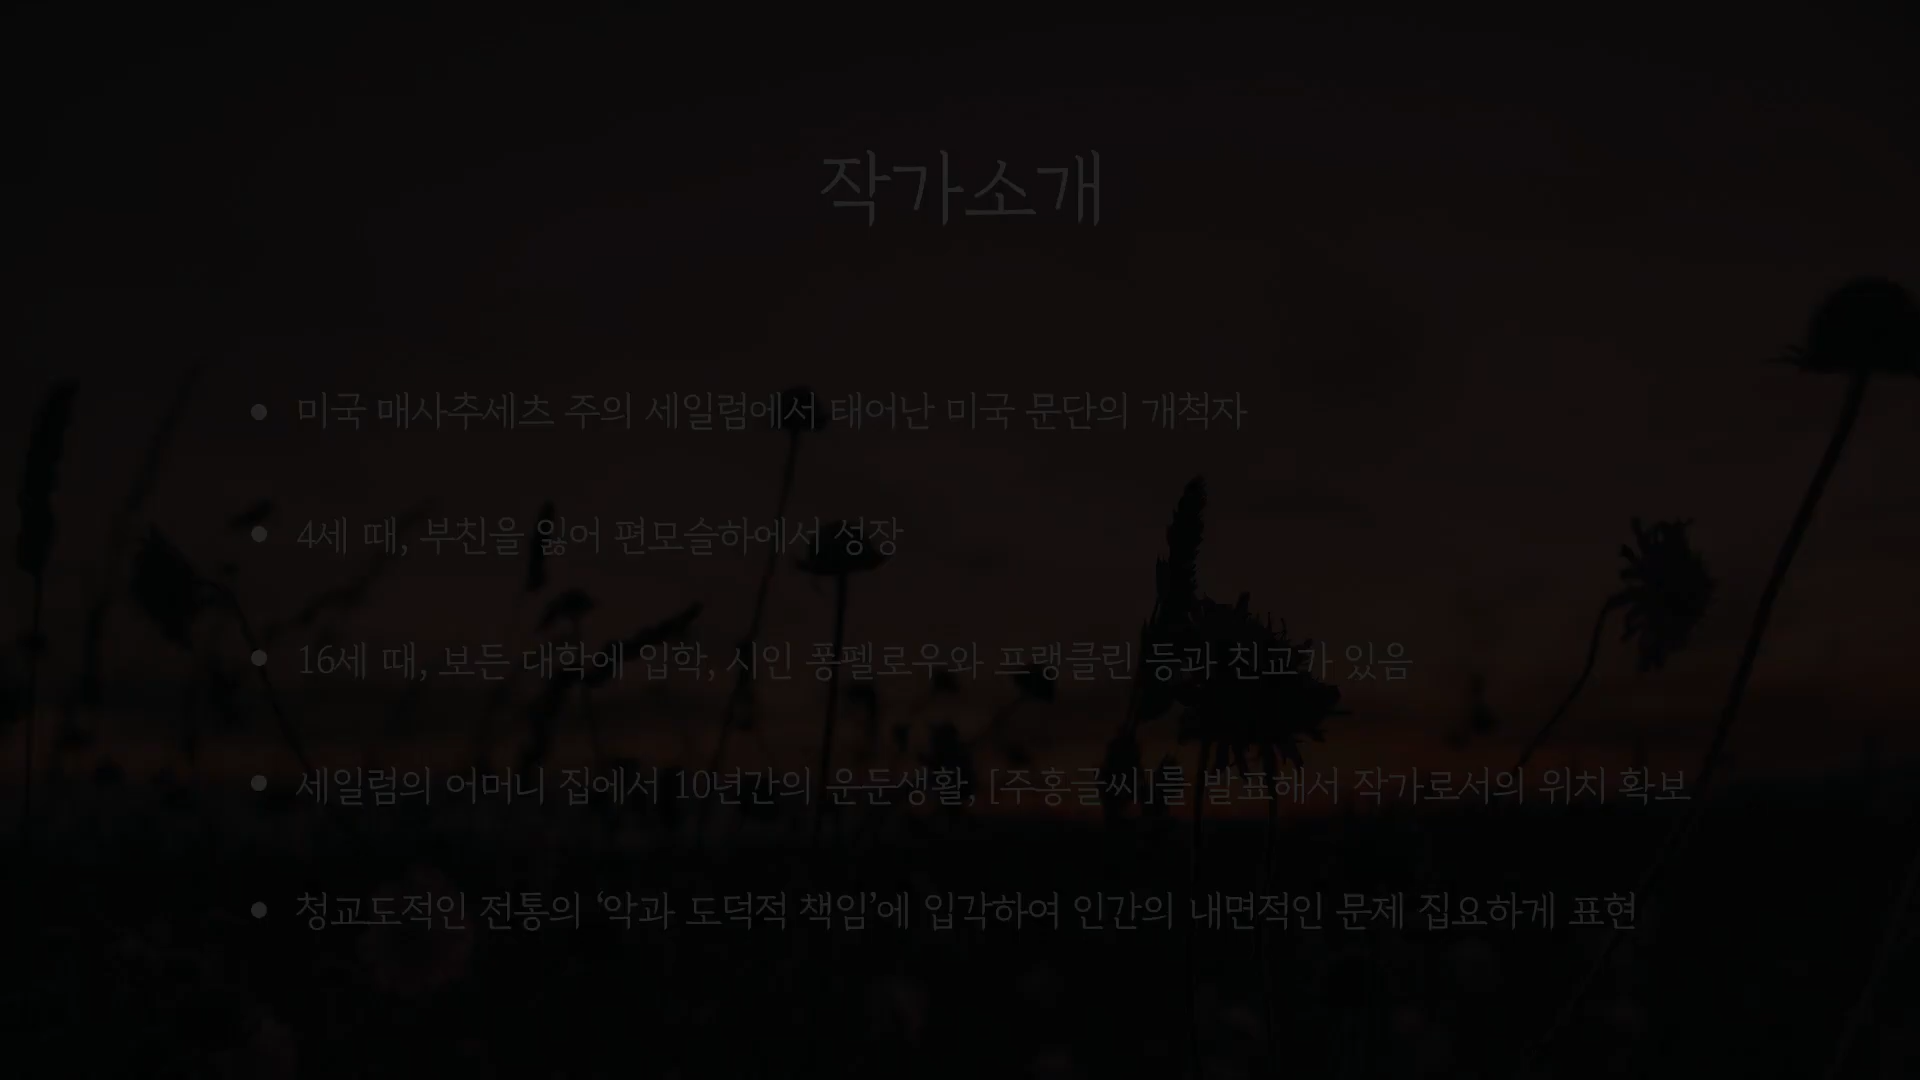 작가소개
• 미국 매사추세츠 주의 세일럼에서 태어난 미국 문단의 개척자
• 4세 때, 부친을 잃어 편모슬하에서 성장
• 16세 때, 보든 대학에 입학, 시인 퐁펠로우와 프랭클린 등과 친교가 있음
• 세일럼의 어머니 집에서 10년간의 운둔생활, [주홍글씨]를 발표해서 작가로서의 위치 확보
• 청교도적인 전통의 ‘악과 도덕적 책임’에 입각하여 인간의 내면적인 문제 집요하게 표현